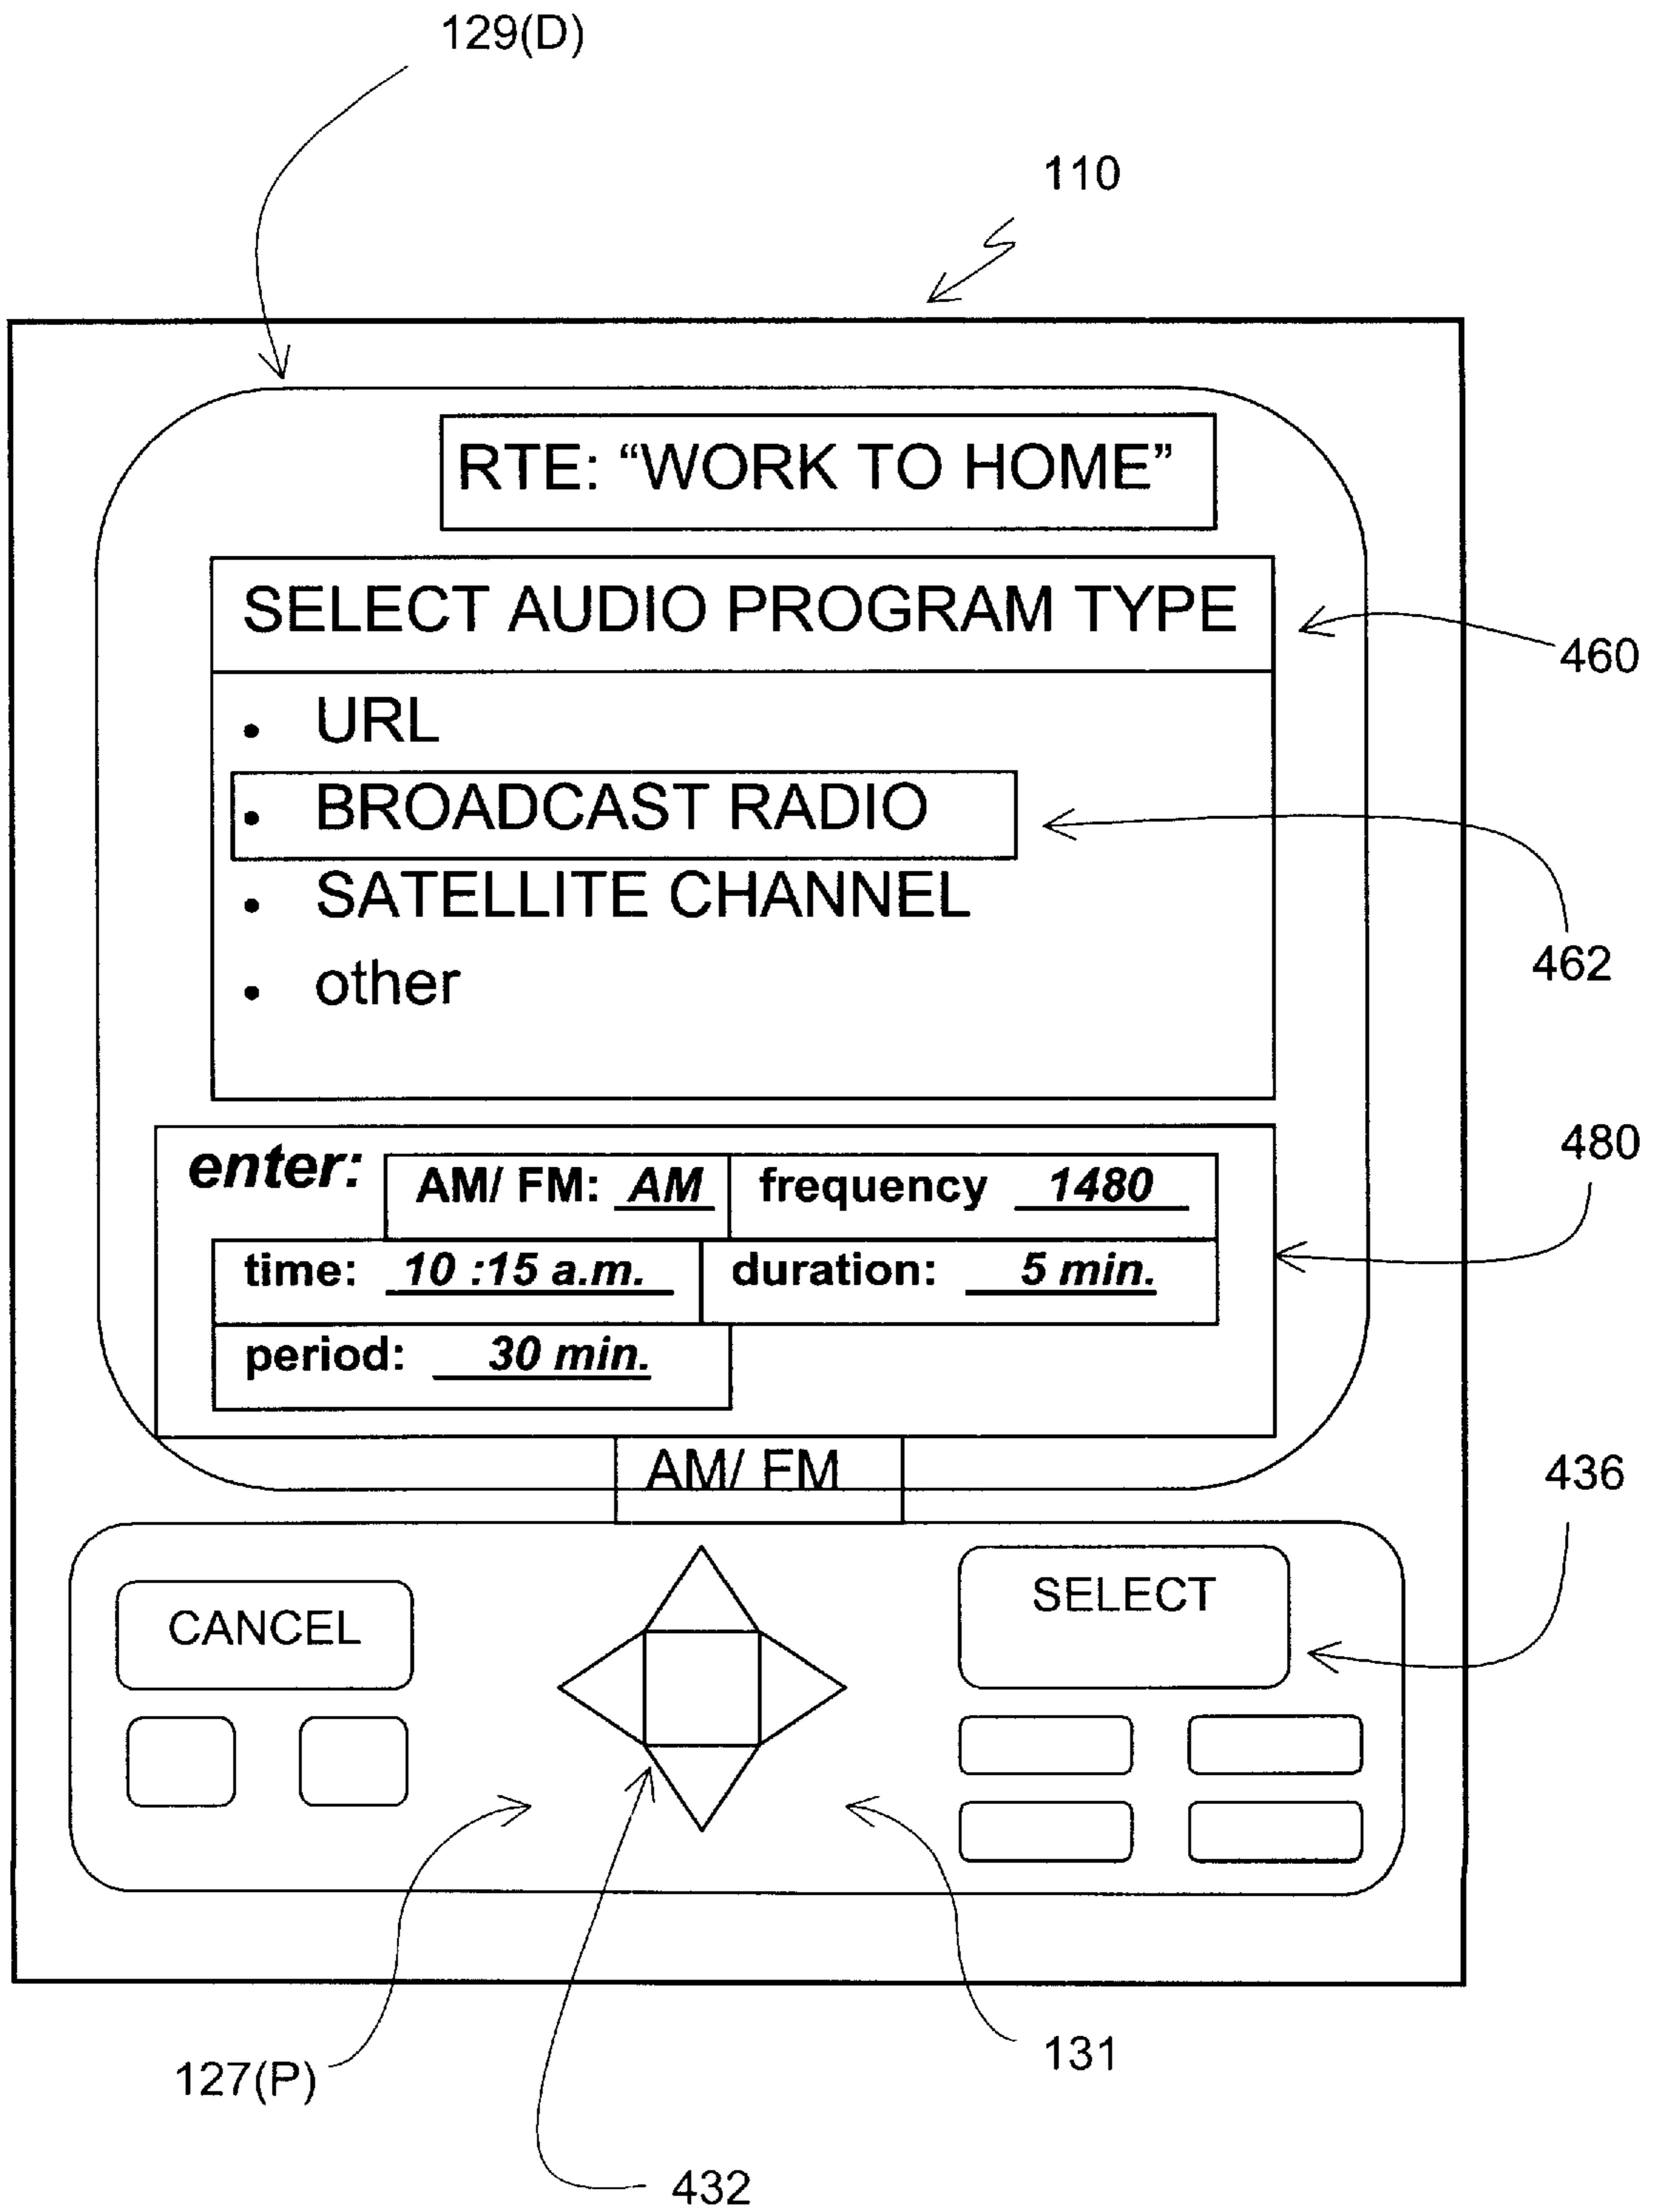 129(D)
110
RTE: “WORK TO HOME”
SELECT AUDIO PROGRAM TYPE
460
• URL
• BROADCAST RADIO
• SATELLITE CHANNEL
462
• other
enter: AM/ FM: AM frequency 1480
480
time: 10 :15 a.m. duration: 5 min.
period: 30 min.
AM/ FM
436
CANCEL
SELECT
127(P)
131
432